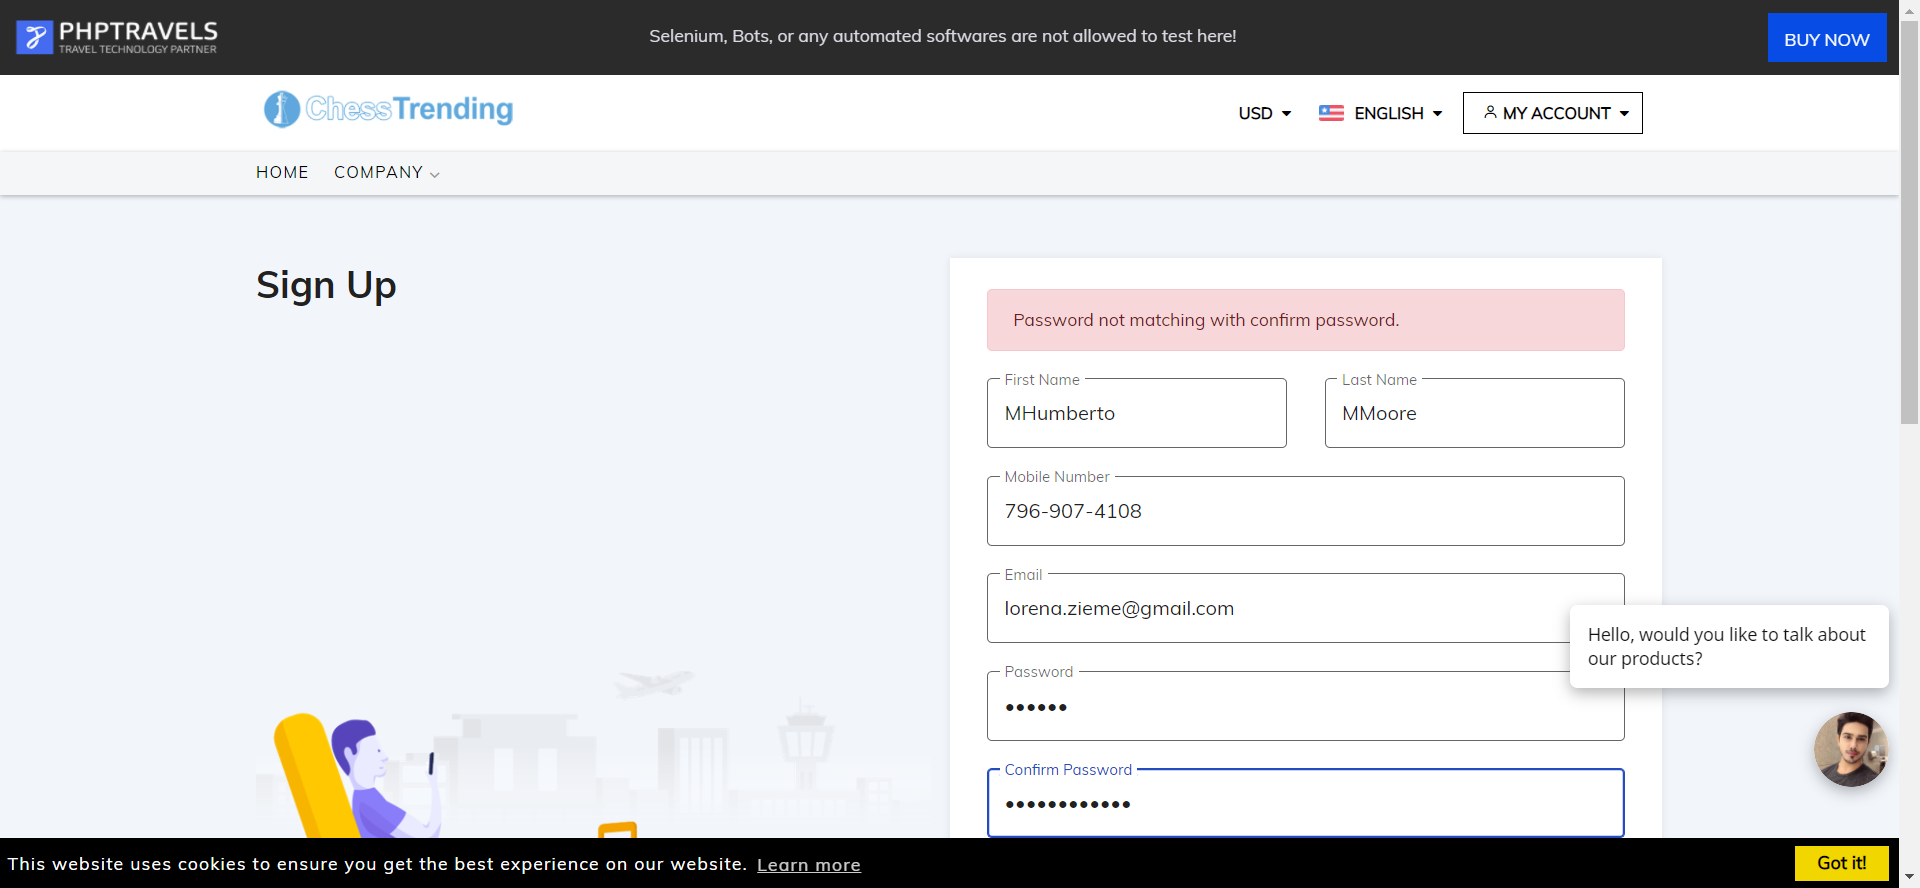 PHPTRAVELS
TRAVEL TECHNOLOGY PARTNER
Selenium, Bots, or any automated softwares are not allowed to test here!
BUY NOW
ChessTrending
USD
ENGLISH
MY ACCOUNT
HOME
COMPANY
Sign Up
Password not matching with confirm password.
First Name
MHumberto
Last Name
MMoore
Mobile Number
796-907-4108
Email
lorena.zieme@gmail.com
Password
••••••
Confirm Password
••••••••••••
Hello, would you like to talk about
our products?
This website uses cookies to ensure you get the best experience on our website. Learn more
Got it!